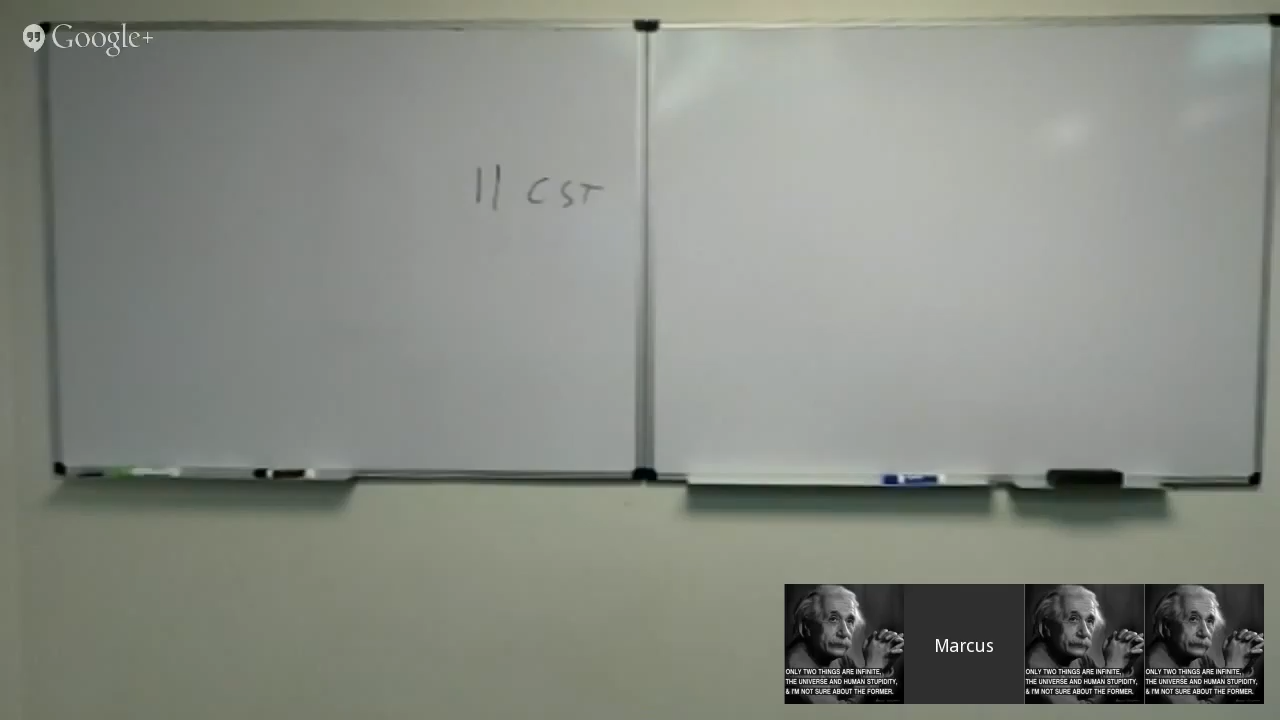 Google+
11 CST
Marcus
ONLY TWO THINGS ARE INFINITE,
THE UNIVERSE AND HUMAN STUPIDITY,
& I'M NOT SURE ABOUT THE FORMER.
ONLY TWO THINGS ARE INFINITE,
THE UNIVERSE AND HUMAN STUPIDITY,
& I'M NOT SURE ABOUT THE FORMER.
ONLY TWO THINGS ARE INFINITE,
THE UNIVERSE AND HUMAN STUPIDITY,
& I'M NOT SURE ABOUT THE FORMER.